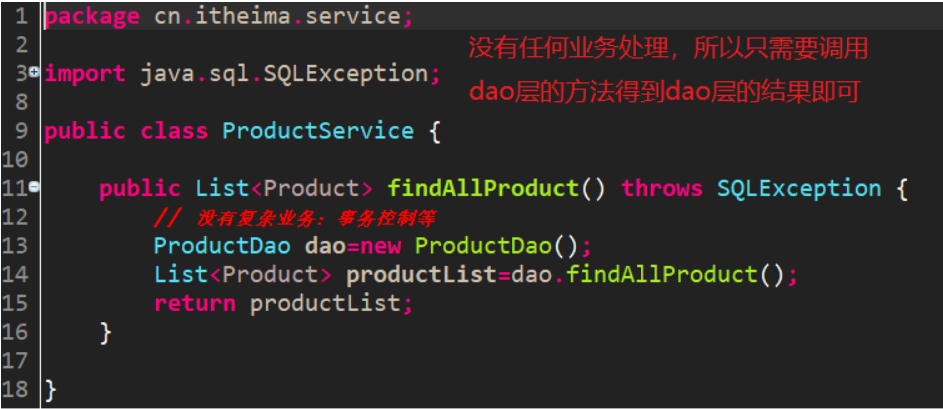 1 package cn.itheima.service;
没有任何业务处理，所以只需要调用
dao层的方法得到dao层的结果即可
2
3 import java.sql.SQLException;
8
9 public class ProductService {
10
11 public List<Product> findAllProduct() throws SQLException {
12 // 没有复杂业务：事务控制等
13 ProductDao dao=new ProductDao();
14 List<Product> productList=dao.findAllProduct();
15 return productList;
16 }
17
18 }